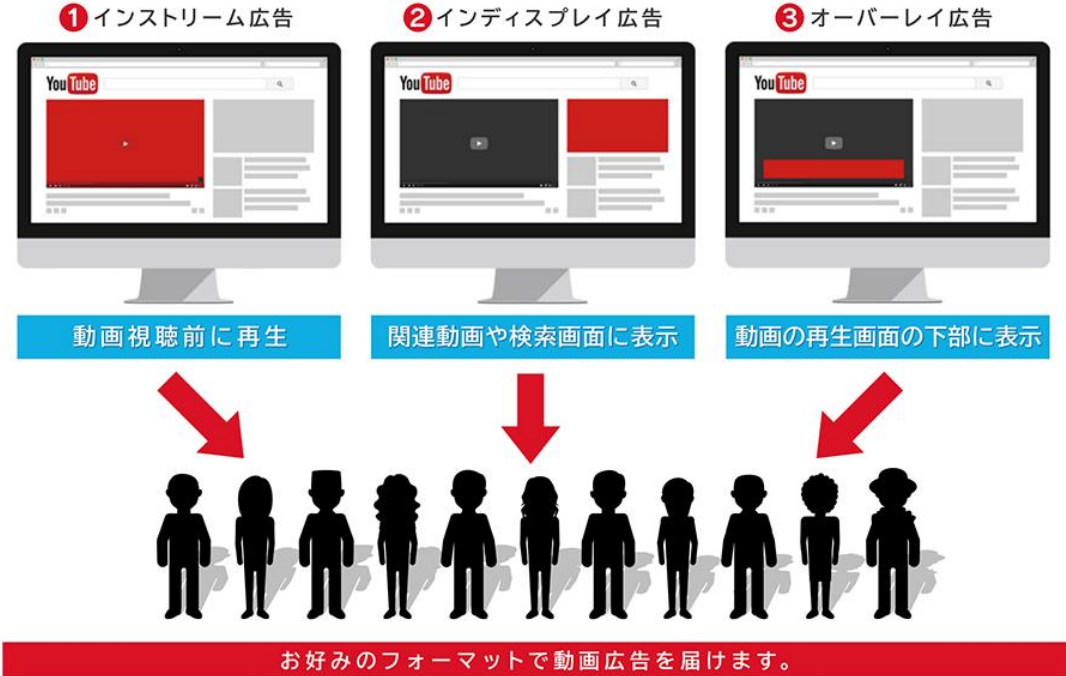 1 インストリーム広告
2 インディスプレイ広告
3 オーバーレイ広告
YouTube
YouTube
YouTube
動画視聴前に再生
関連動画や検索画面に表示
動画の再生画面の下部に表示
お好みのフォーマットで動画広告を届けます。